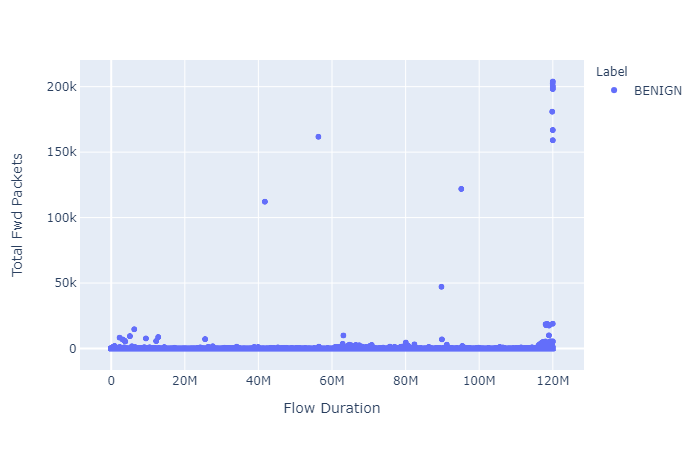 Label
BENIGN
200k
150k
100k
50k
0
Total Fwd Packets
0 20M 40M 60M 80M 100M 120M
Flow Duration